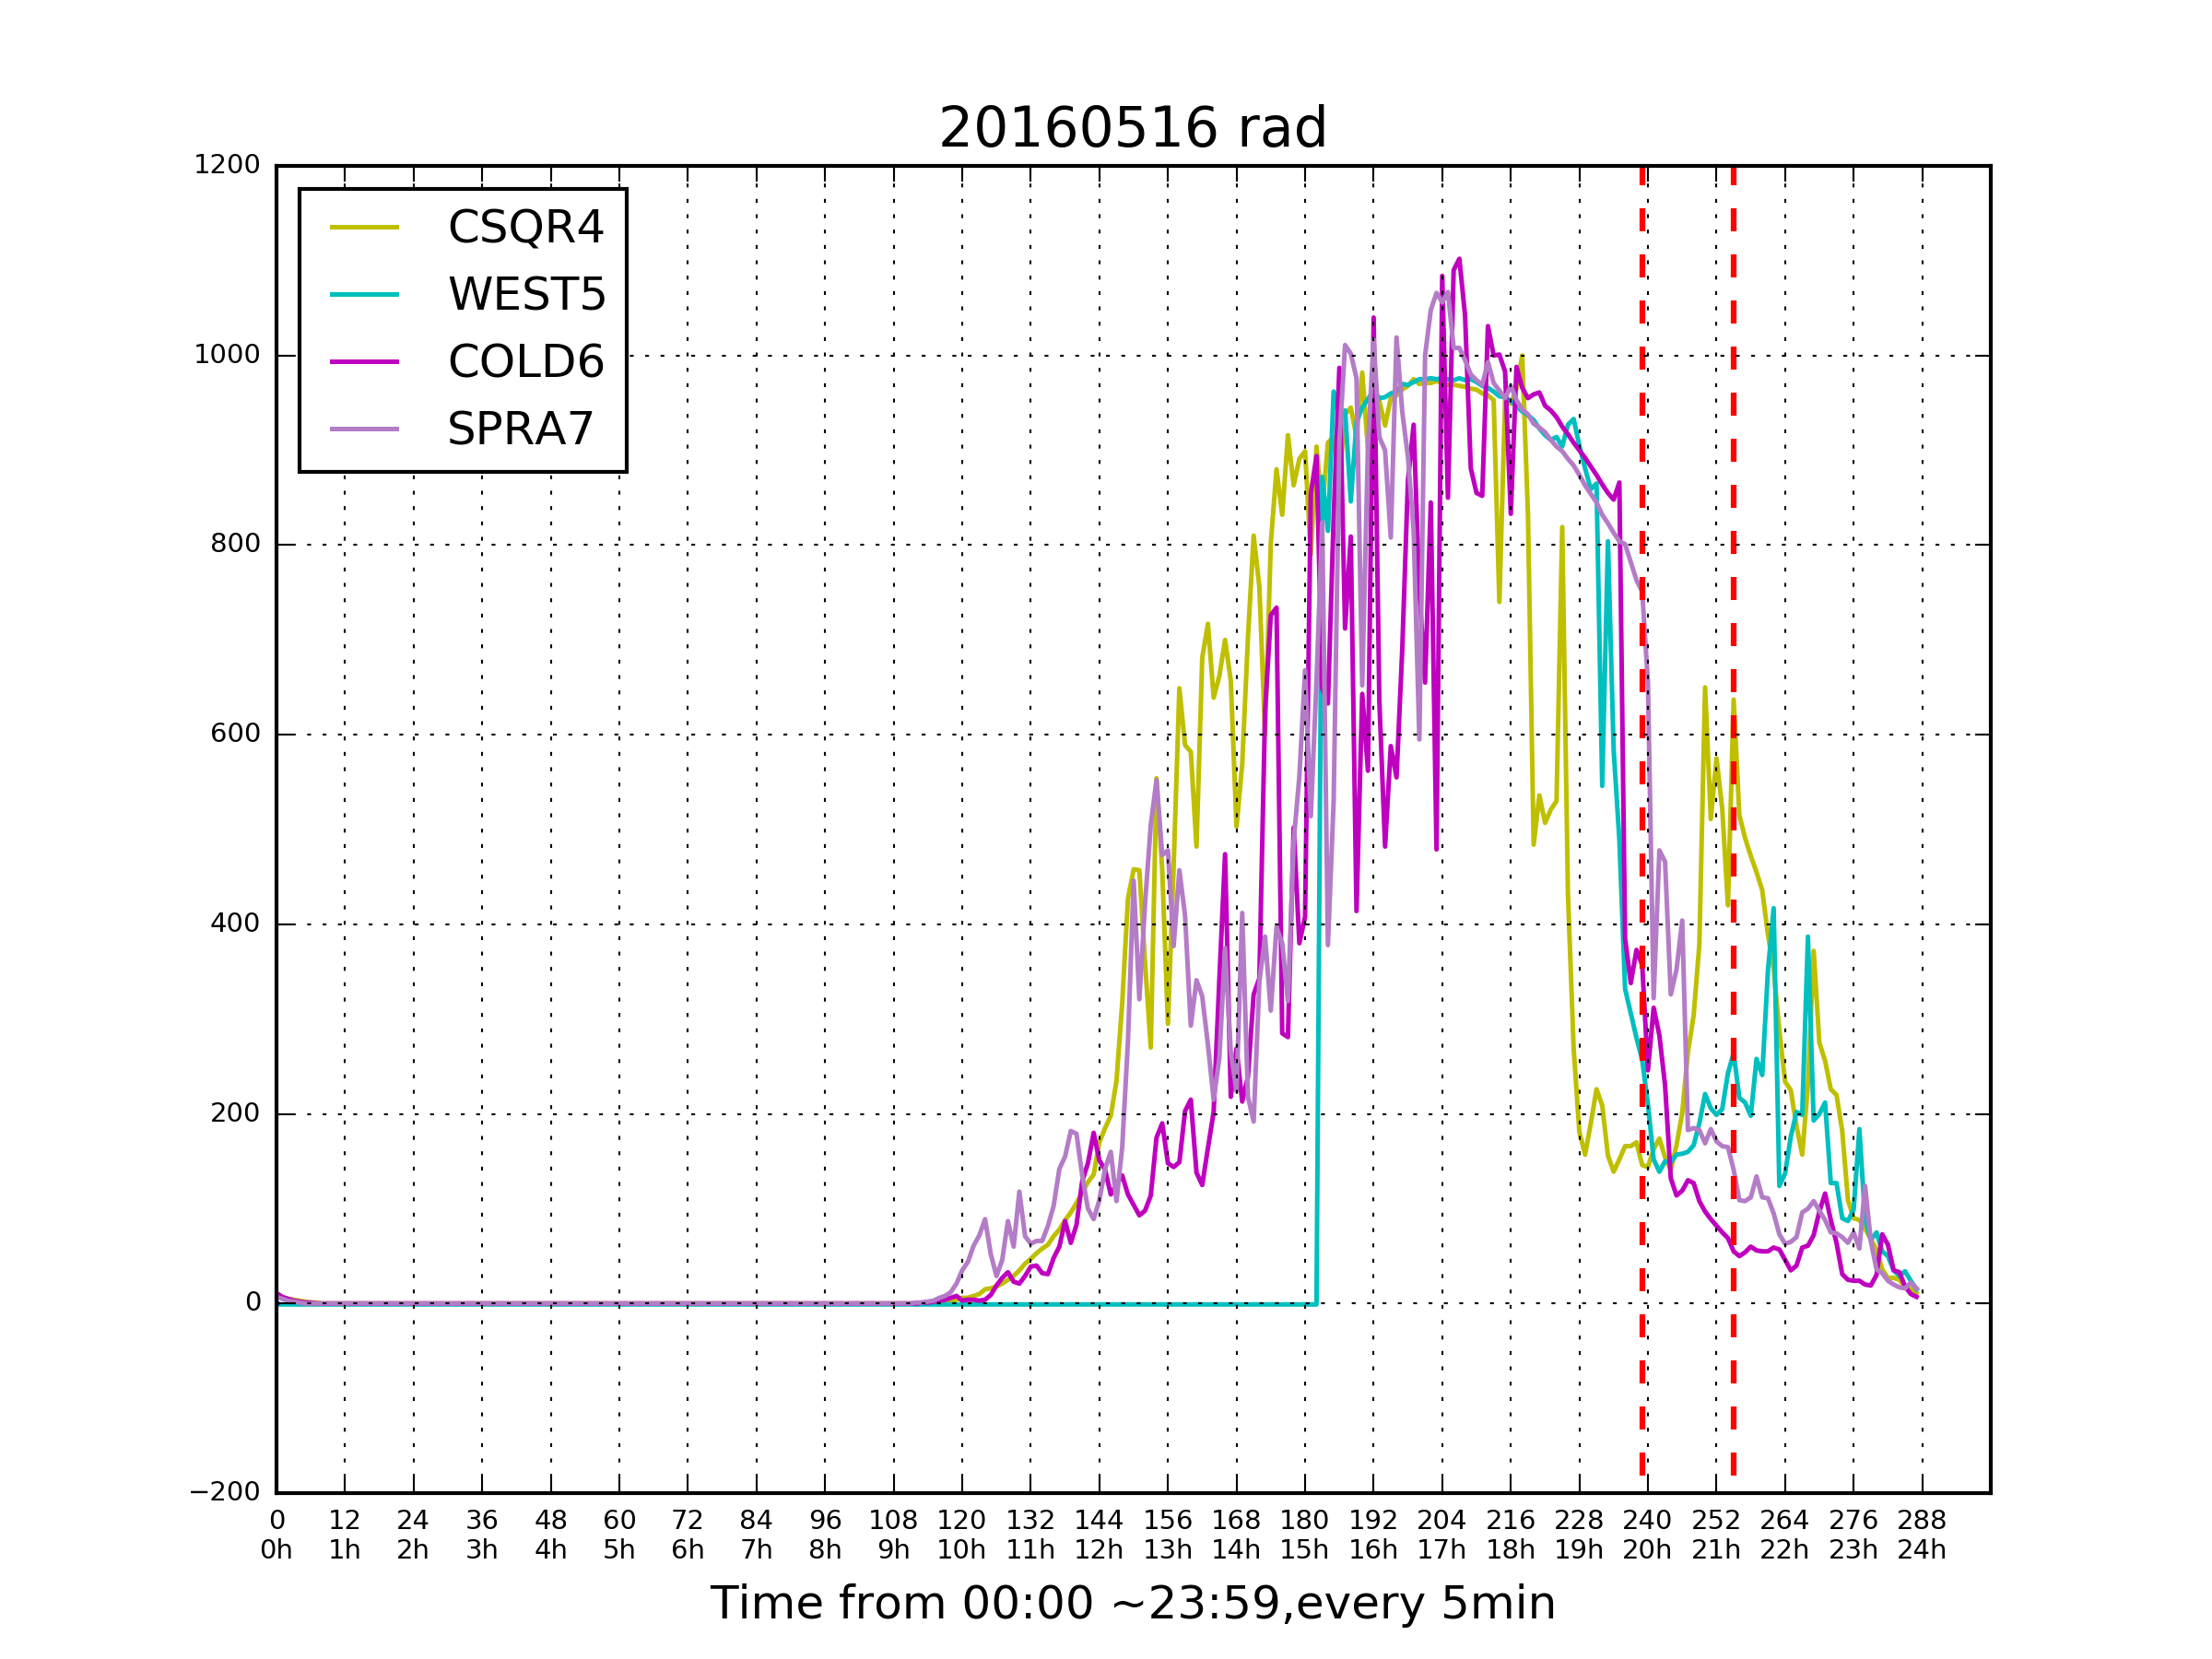 20160516 rad
1200
1000
800
600
400
200
0
−200
CSQR4
WEST5
COLD6
SPRA7
0 12 24 36 48 60 72 84 96 108 120 132 144 156 168 180 192 204 216 228 240 252 264 276 288
0h 1h 2h 3h 4h 5h 6h 7h 8h 9h 10h 11h 12h 13h 14h 15h 16h 17h 18h 19h 20h 21h 22h 23h 24h
Time from 00:00 ~23:59,every 5min